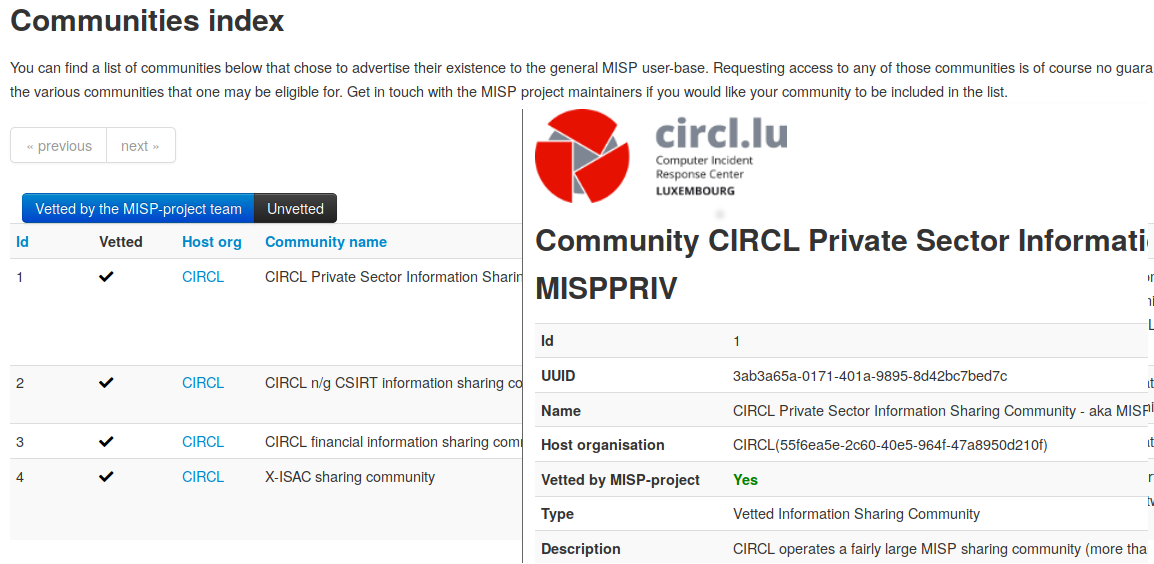 Communities index
You can find a list of communities below that chose to advertise their existence to the general MISP user-base. Requesting access to any of those communities is of course no guara
the various communities that one may be eligible for. Get in touch with the MISP project maintainers if you would like your community to be included in the list.
« previous next »
Vetted by the MISP-project team Unvetted
Id Vetted Host org Community name
1 ✔ CIRCL CIRCL Private Sector Information Sharin
2 ✔ CIRCL CIRCL n/g CSIRT information sharing co
3 ✔ CIRCL CIRCL financial information sharing com
4 ✔ CIRCL X-ISAC sharing community
circl.lu
Computer Incident
Response Center
LUXEMBOURG
Community CIRCL Private Sector Informati
MISPPRIV
Id 1
UUID 3ab3a65a-0171-401a-9895-8d42bc7bed7c
Name CIRCL Private Sector Information Sharing Community - aka MISP
Host organisation CIRCL(55f6ea5e-2c60-40e5-964f-47a8950d210f)
Vetted by MISP-project Yes
Type Vetted Information Sharing Community
Description CIRCL operates a fairly large MISP sharing community (more tha